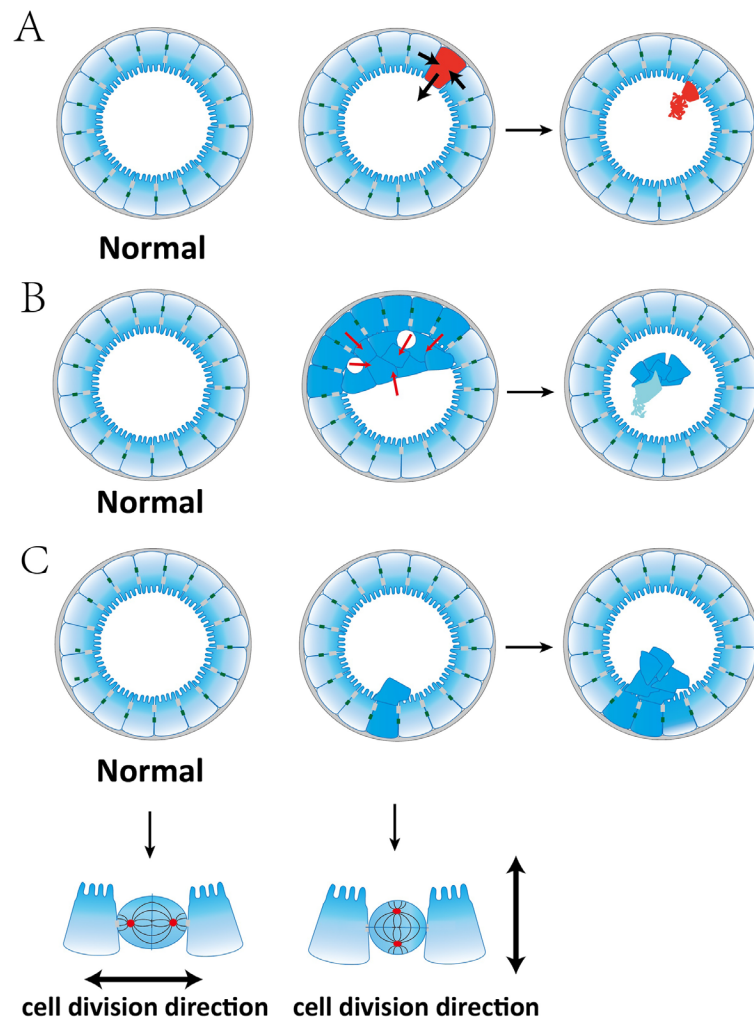 A
Normal
B
Normal
C
Normal
cell division direction
cell division direction